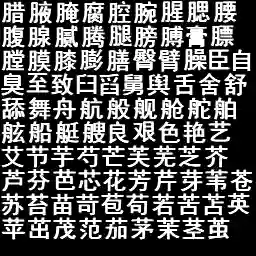 腊腋腌腐腔腕腥腮腰
腹腺腻腾腿膀膊膏膘
膛膜膝膨膳臀臂臊臣自
臭至致臼舀舅舆舌舍舒
舔舞舟航般舰舱舵舶
舷船艇艘良艰色艳艺
艾节芋芍芒芙芜芝芥
芦芬芭芯花芳芹芽苇苍
苏苔苗苛苞苟若苦苫英
苹出茂范茄茅茉茎茧